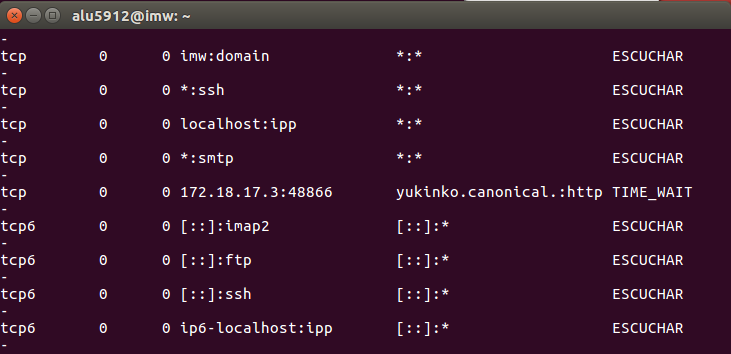 alu5912@imw: ~
-
tcp 0 0 imw:domain *:* ESCUCHAR
-
tcp 0 0 *:ssh *:* ESCUCHAR
-
tcp 0 0 localhost:ipp *:* ESCUCHAR
-
tcp 0 0 *:smtp *:* ESCUCHAR
-
tcp 0 0 172.18.17.3:48866 yukinko.canonical.:http TIME_WAIT
-
tcp6 0 0 [::]:imap2 [::]:* ESCUCHAR
-
tcp6 0 0 [::]:ftp [::]:* ESCUCHAR
-
tcp6 0 0 [::]:ssh [::]:* ESCUCHAR
-
tcp6 0 0 ip6-localhost:ipp [::]:* ESCUCHAR
-